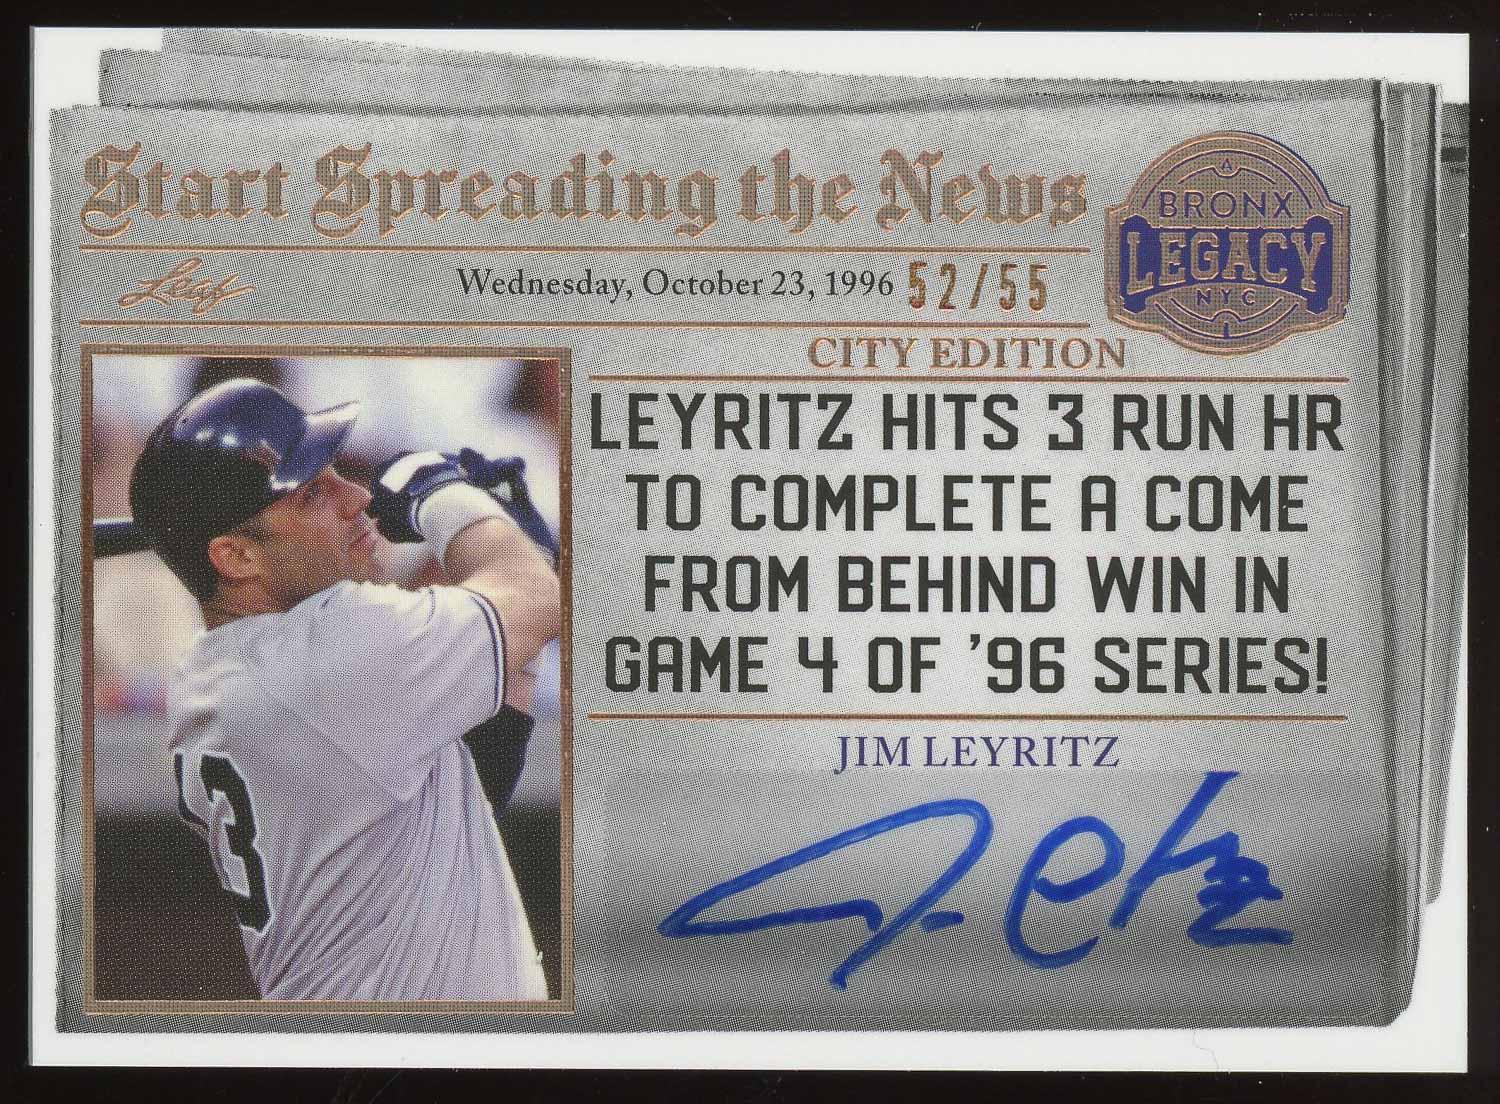 Start Spreading the News
A
BRONX
LEGACY
NYC
Leaf
Wednesday, October 23, 1996 52/55
CITY EDITION
LEYRITZ HITS 3 RUN HR
TO COMPLETE A COME
FROM BEHIND WIN IN
GAME 4 OF '96 SERIES!
JIM LEYRITZ
3